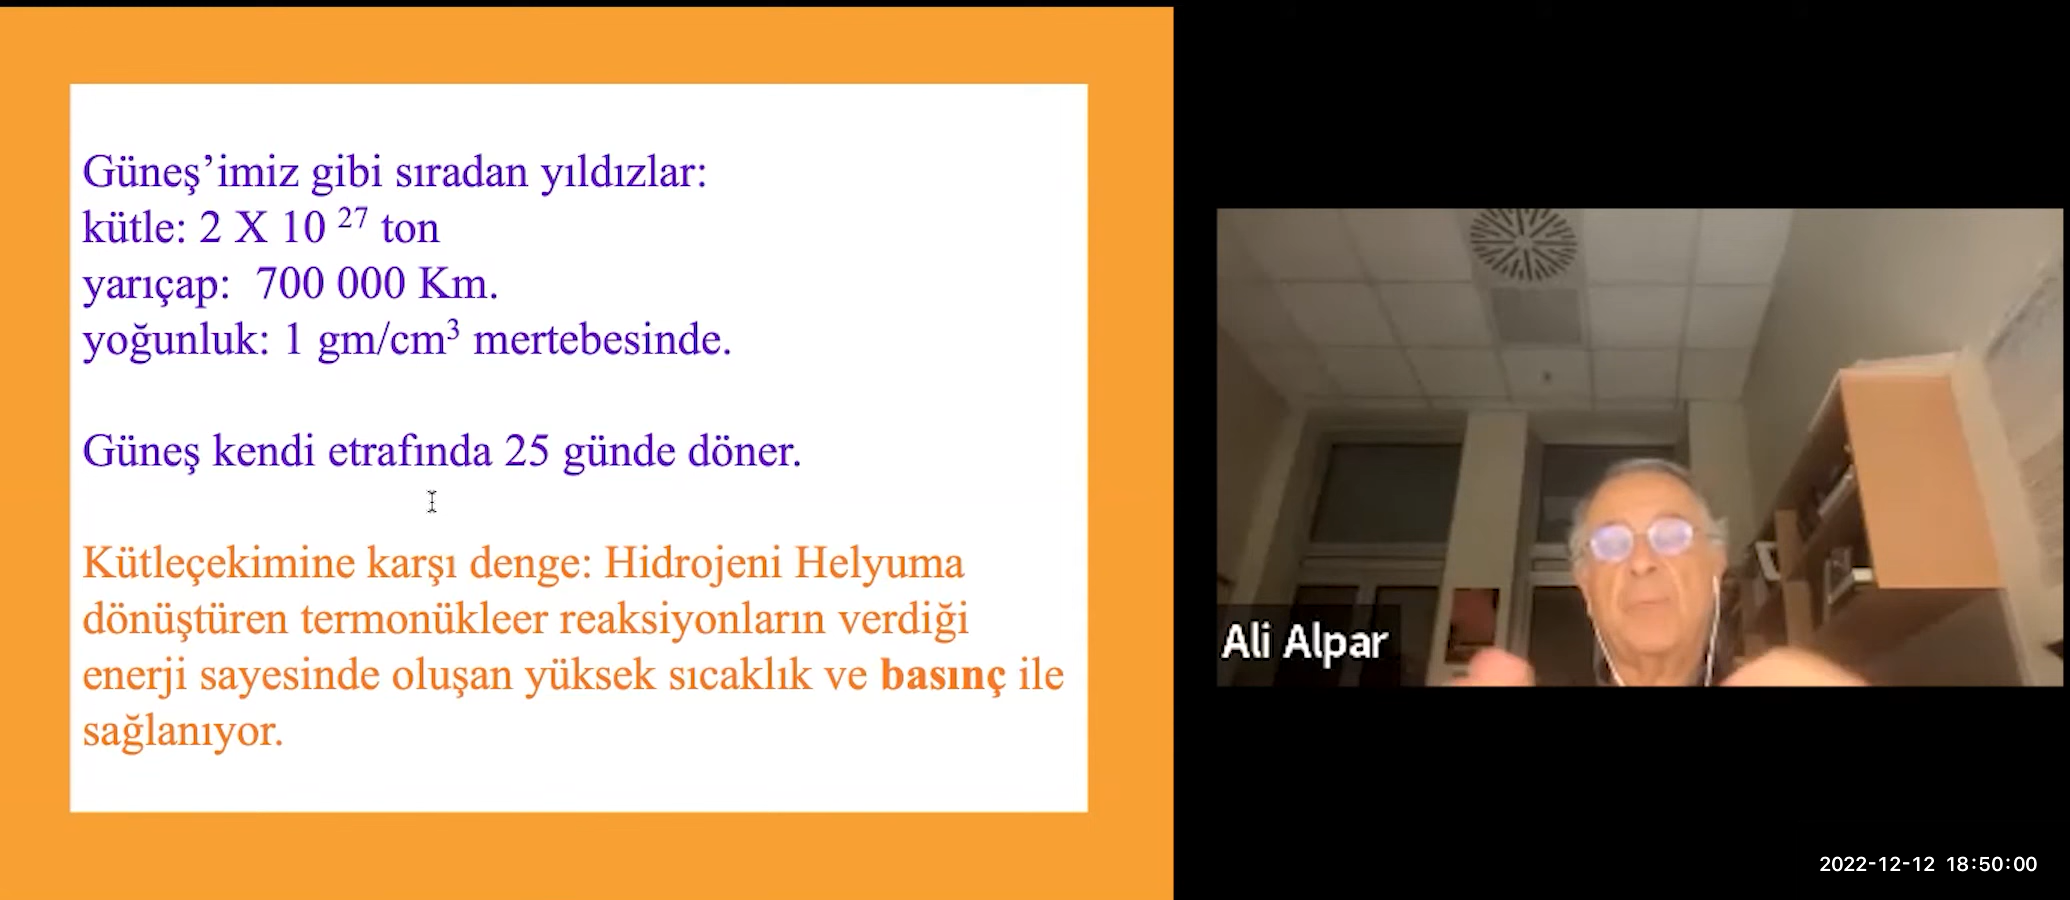 Güneş’imiz gibi sıradan yıldızlar:
kütle: 2 X 10 ²⁷ ton
yarıçap:  700 000 Km.
yoğunluk: 1 gm/cm³ mertebesinde.
Güneş kendi etrafında 25 günde döner.
Kütleçekimine karşı denge: Hidrojeni Helyuma
dönüştüren termonükleer reaksiyonların verdiği
enerji sayesinde oluşan yüksek sıcaklık ve basınç ile
sağlanıyor.
Ali Alpar
2022-12-12 18:50:00